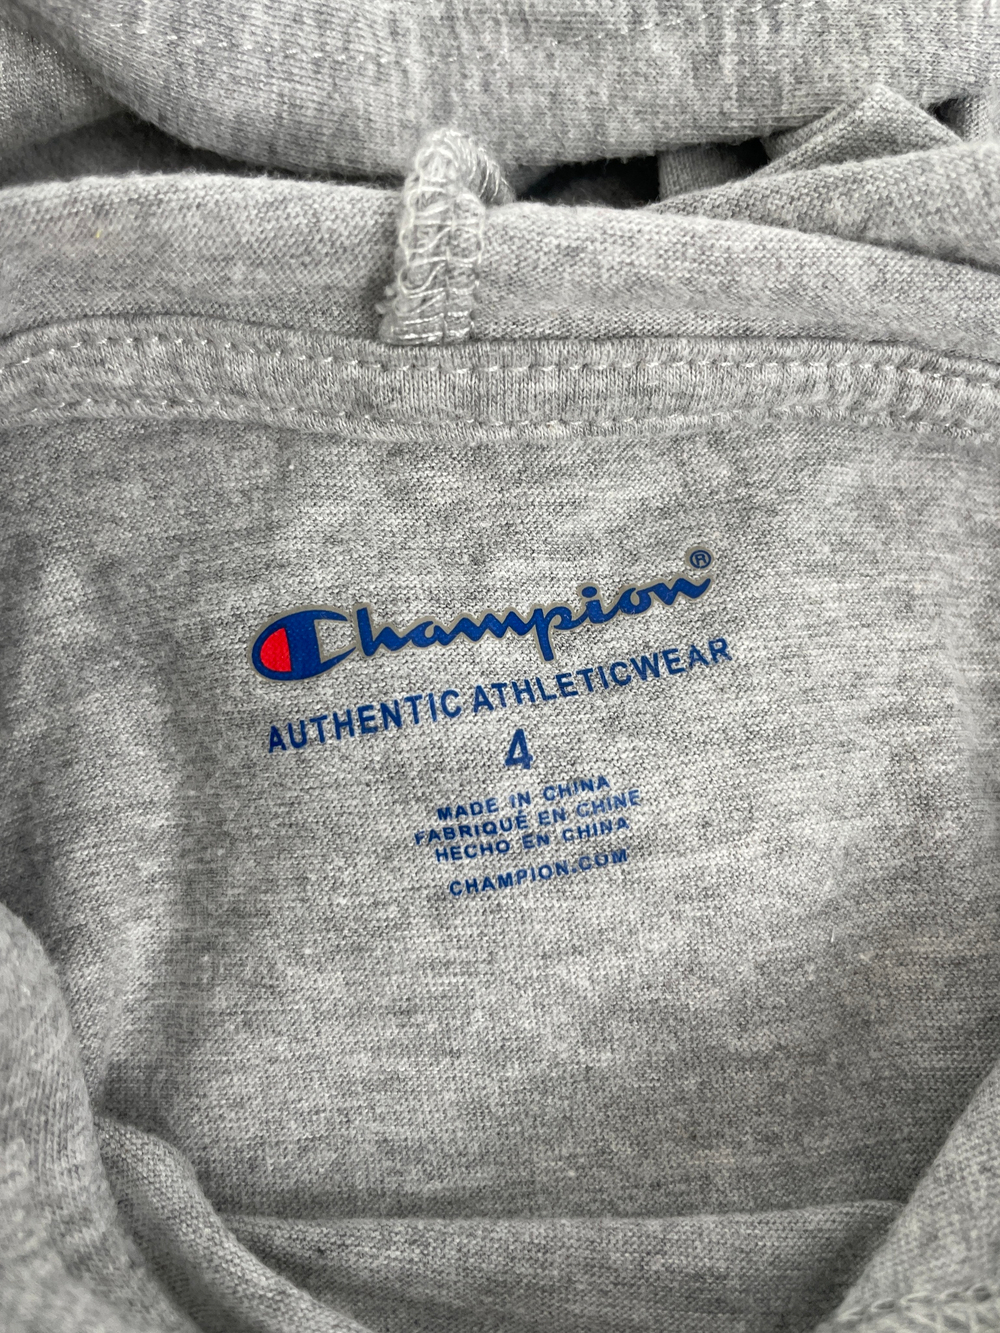 Champion®
AUTHENTIC ATHLETICWEAR
4
MADE IN CHINA
FABRIQUÉ EN CHINE
HECHO EN CHINA
CHAMPION.COM